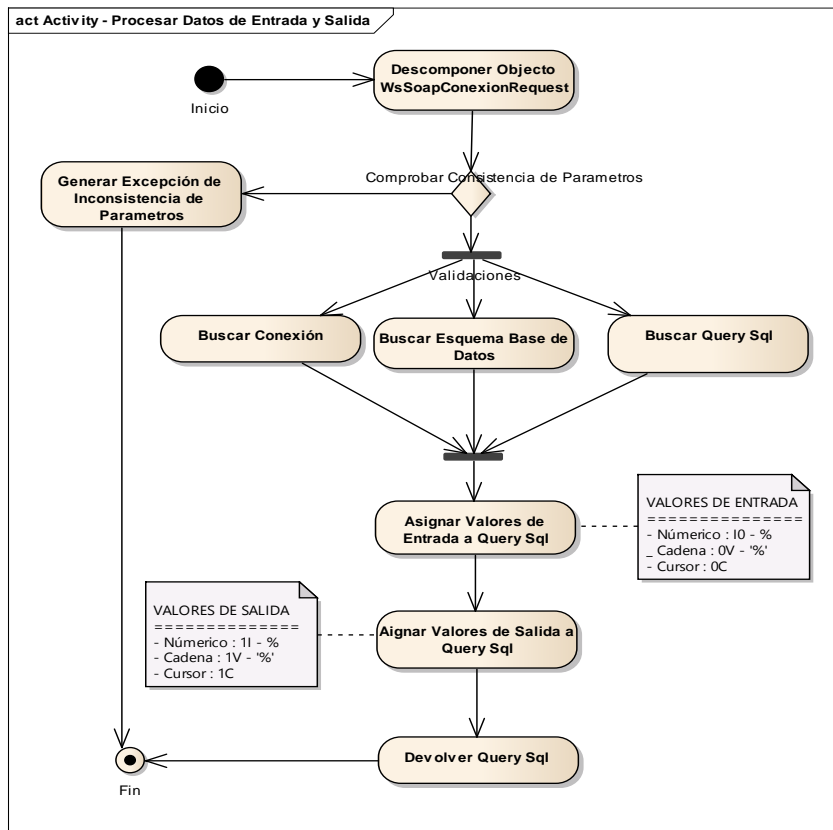 act Activity - Procesar Datos de Entrada y Salida
Inicio
Descomponer Objecto
WsSoapConexionRequest
Comprobar Consistencia de Parametros
Generar Excepción de
Inconsistencia de
Parametros
Validaciones
Buscar Conexión
Buscar Esquema Base de
Datos
Buscar Query Sql
Asignar Valores de
Entrada a Query Sql
VALORES DE ENTRADA
===============
- Númerico : I0 - %
_ Cadena : 0V - '%'
- Cursor : 0C
VALORES DE SALIDA
==============
- Númerico : 1I - %
- Cadena : 1V - '%'
- Cursor : 1C
Aignar Valores de Salida a
Query Sql
Devolver Query Sql
Fin